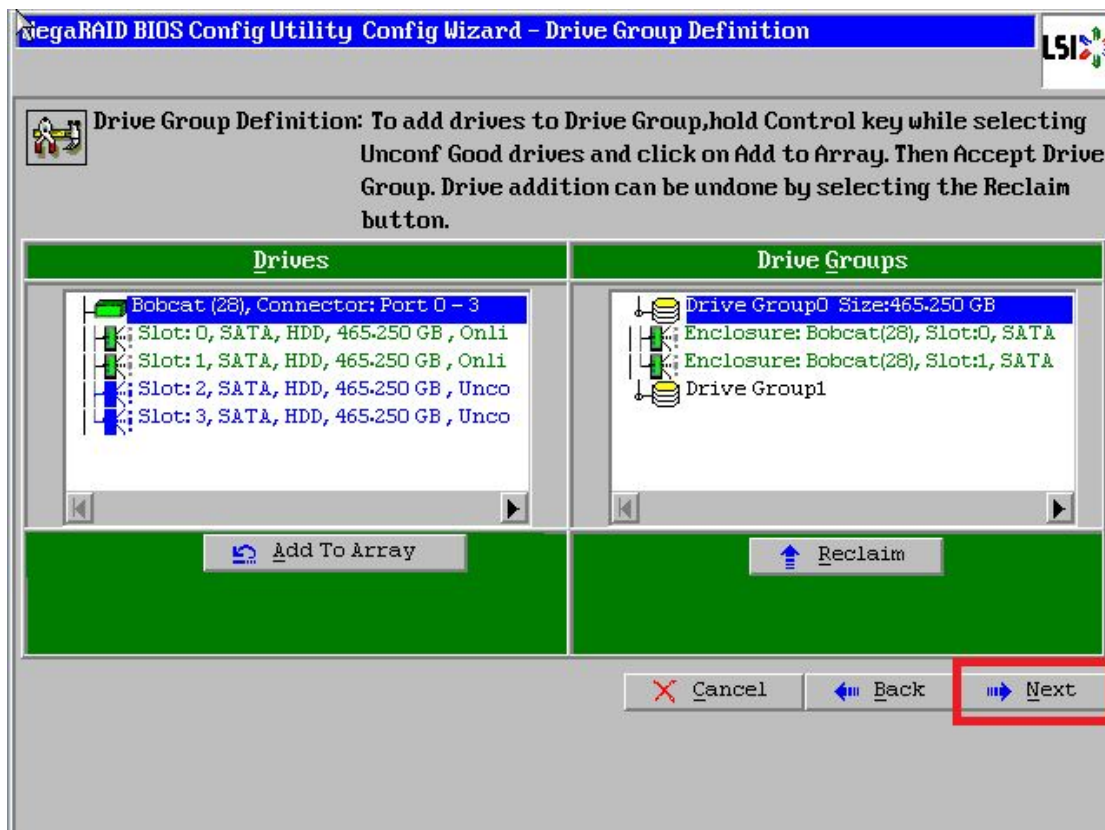 MegaRAID BIOS Config Utility Config Wizard - Drive Group Definition
LSI
Drive Group Definition: To add drives to Drive Group,hold Control key while selecting
Unconf Good drives and click on Add to Array. Then Accept Drive
Group. Drive addition can be undone by selecting the Reclaim
button.
Drives
Bobcat (28), Connector: Port 0 - 3
Slot: 0, SATA, HDD, 465.250 GB , Onli
Slot: 1, SATA, HDD, 465.250 GB , Onli
Slot: 2, SATA, HDD, 465.250 GB , Unco
Slot: 3, SATA, HDD, 465.250 GB , Unco
Add To Array
Drive Groups
Drive Group0 Size:465.250 GB
Enclosure: Bobcat(28), Slot:0, SATA
Enclosure: Bobcat(28), Slot:1, SATA
Drive Group1
Reclaim
Cancel
Back
Next